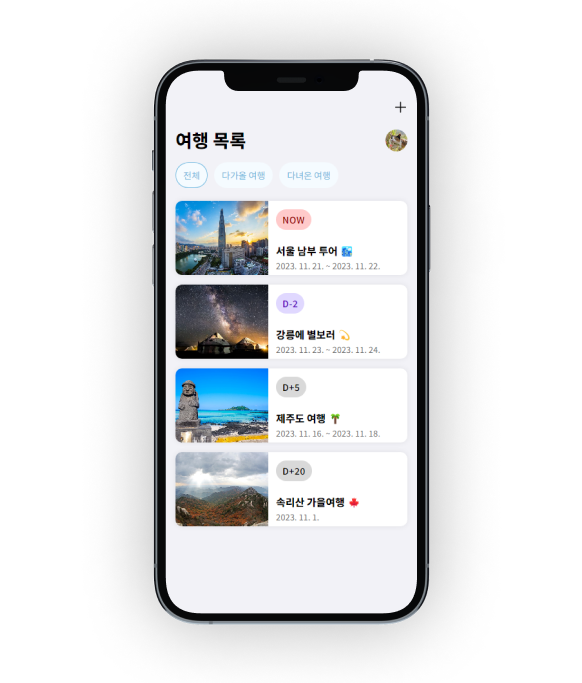 여행 목록
전체 다가올 여행 다녀온 여행
NOW
서울 남부 투어 🏙️
2023. 11. 21. ~ 2023. 11. 22.
D-2
강릉에 별보러 💫
2023. 11. 23. ~ 2023. 11. 24.
D+5
제주도 여행 🌴
2023. 11. 16. ~ 2023. 11. 18.
D+20
속리산 가을여행 🍁
2023. 11. 1.